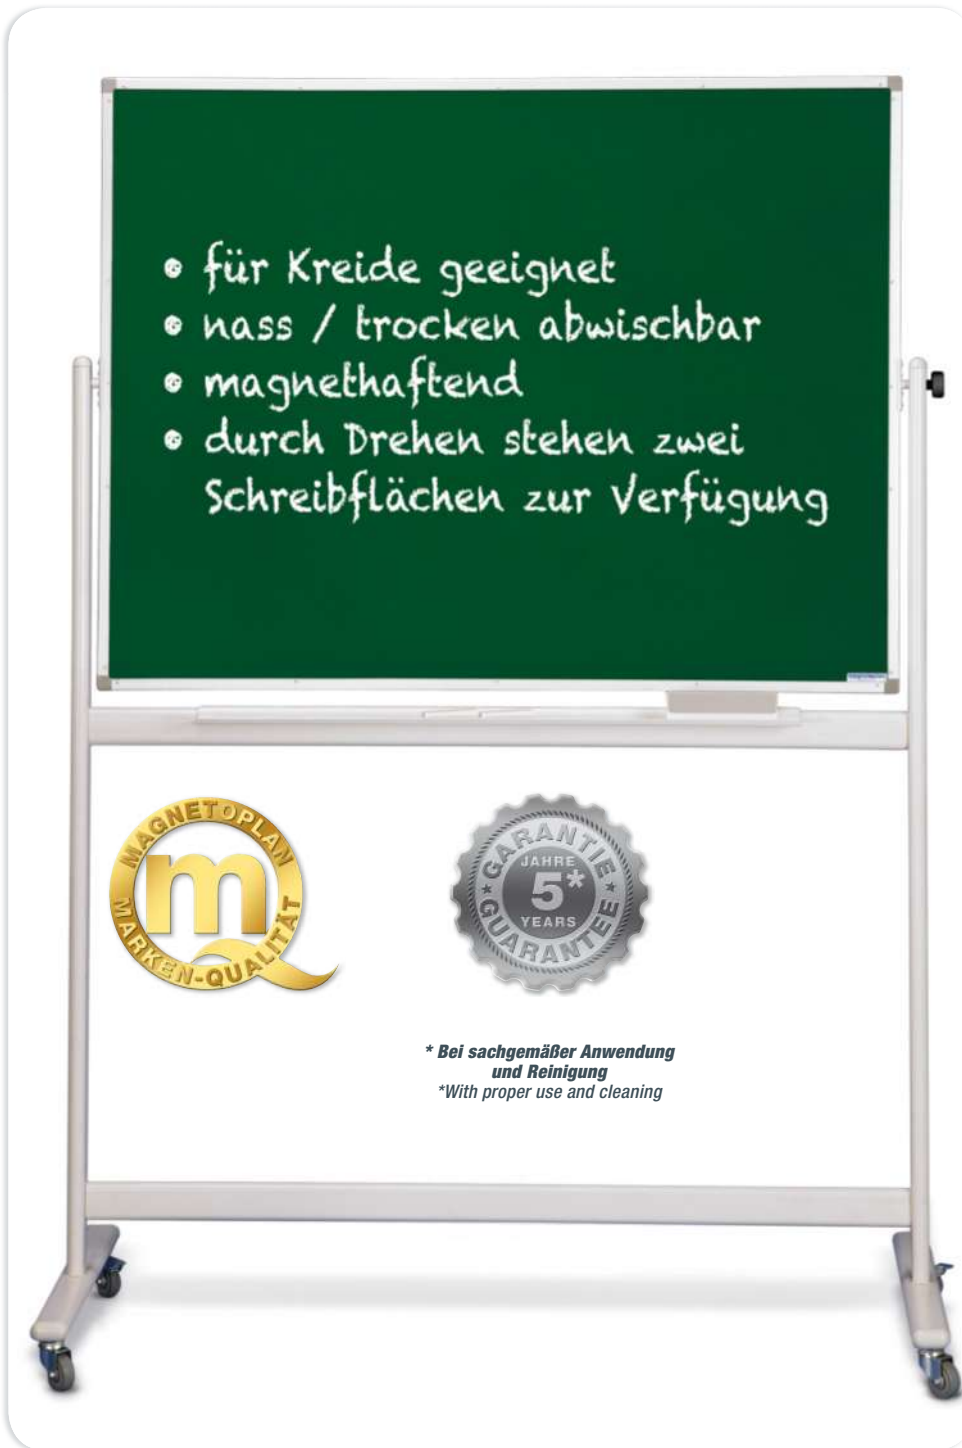 • für Kreide geeignet
• nass / trocken abwischbar
• magnethaftend
• durch Drehen stehen zwei
Schreibflächen zur Verfügung
MAGNETOPLAN
m
MARKEN-QUALITÄT
GARANTIE
JAHRE
5*
YEARS
GUARANTEE
* Bei sachgemäßer Anwendung
und Reinigung
*With proper use and cleaning